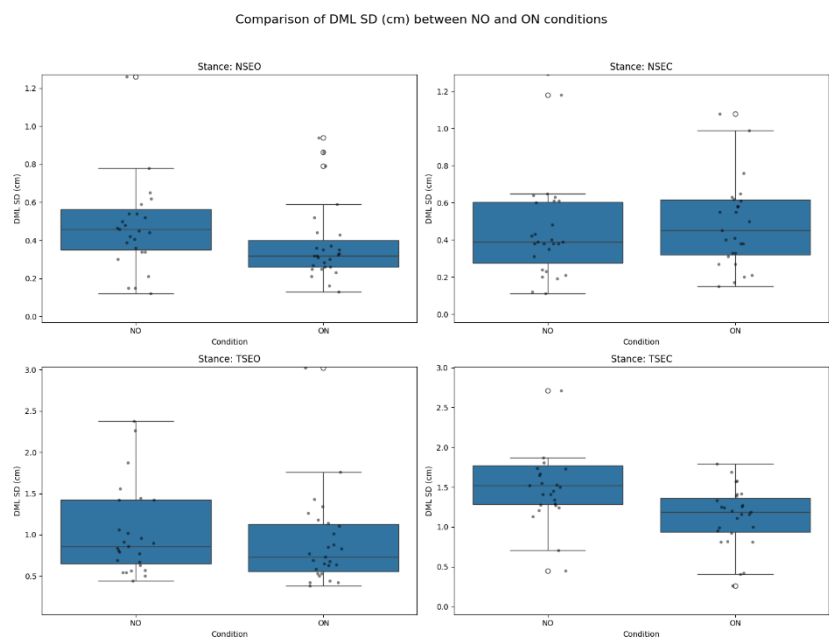 Comparison of DML SD (cm) between NO and ON conditions
Stance: NSEO
DML SD (cm)
1.2
1.0
0.8
0.6
0.4
0.2
0.0
NO
ON
Condition
Stance: NSEC
DML SD (cm)
1.2
1.0
0.8
0.6
0.4
0.2
0.0
NO
ON
Condition
Stance: TSEO
DML SD (cm)
3.0
2.5
2.0
1.5
1.0
0.5
NO
ON
Condition
Stance: TSEC
DML SD (cm)
3.0
2.5
2.0
1.5
1.0
0.5
0.0
NO
ON
Condition